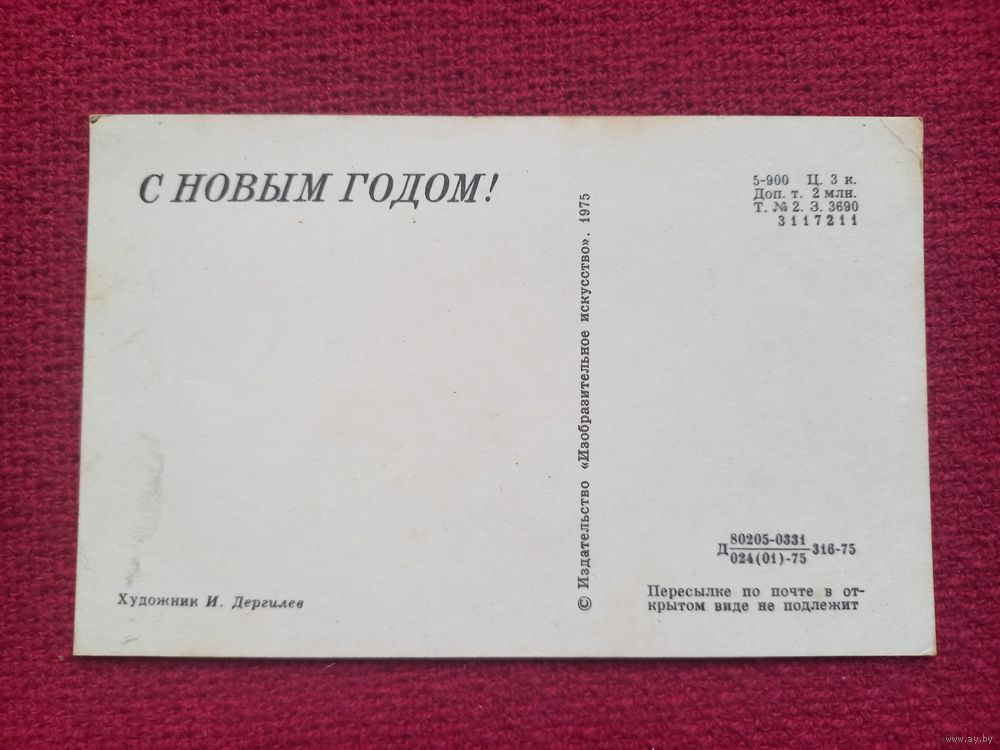 С НОВЫМ ГОДОМ!
Художник И. Дергилев
© Издательство «Изобразительное искусство». 1975
5-900 Ц. 3 к.
Доп. т. 2 млн.
Т. № 2. З. 3690
3117211
80205-0331
Д 316-75
024(01)-75
Пересылке по почте в от-
крытом виде не подлежит
www.ay.by